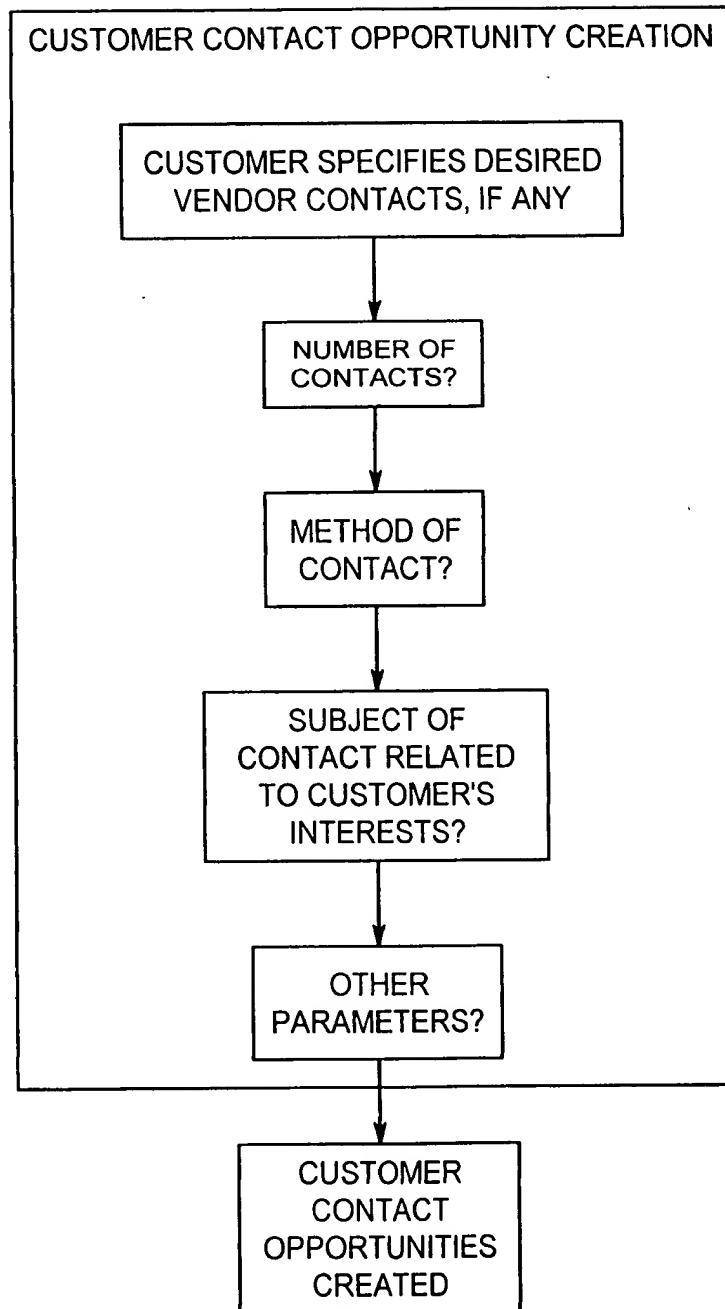 CUSTOMER CONTACT OPPORTUNITY CREATION
CUSTOMER SPECIFIES DESIRED
VENDOR CONTACTS, IF ANY
NUMBER OF
CONTACTS?
METHOD OF
CONTACT?
SUBJECT OF
CONTACT RELATED
TO CUSTOMER'S
INTERESTS?
OTHER
PARAMETERS?
CUSTOMER
CONTACT
OPPORTUNITIES
CREATED